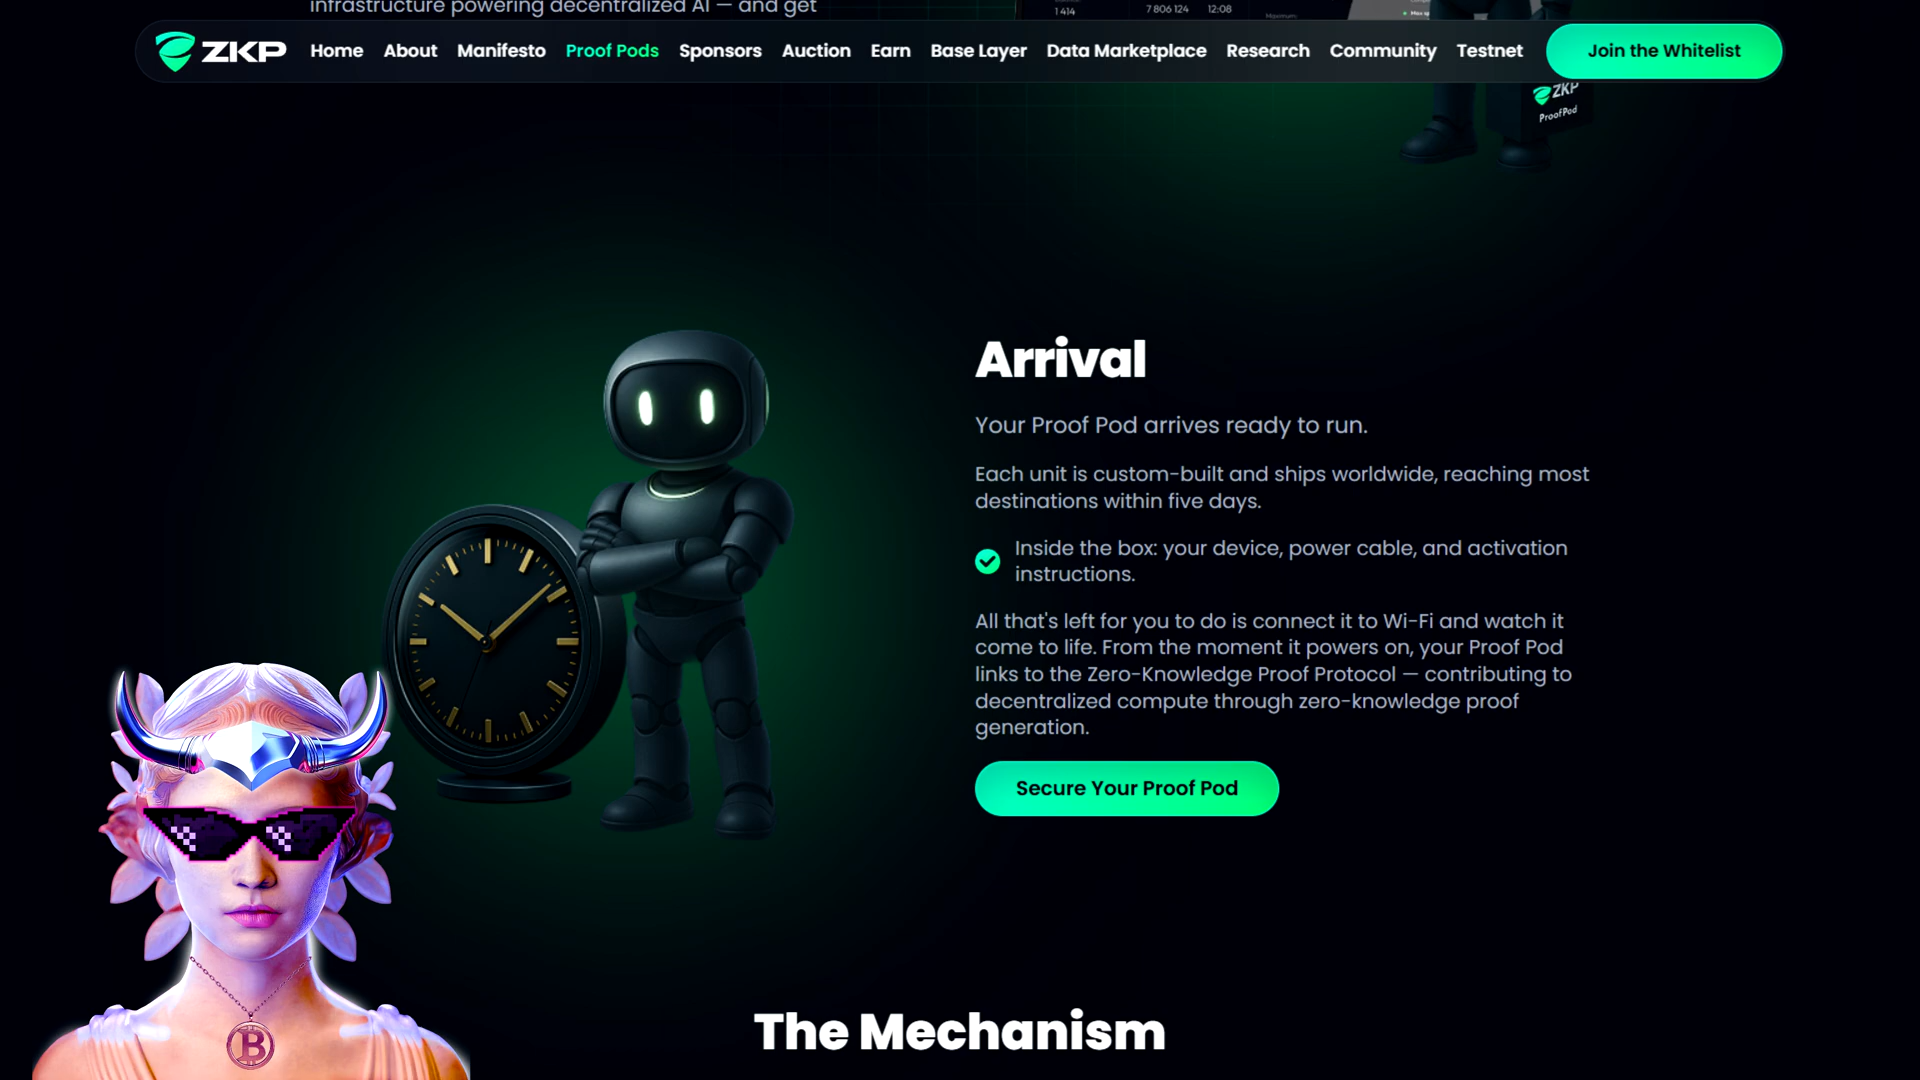 infrastructure powering decentralized AI — and get
1 414
7 806 124
12:08
ZKP
Home
About
Manifesto
Proof Pods
Sponsors
Auction
Earn
Base Layer
Data Marketplace
Research
Community
Testnet
Join the Whitelist
ZKP
Proof Pod
Arrival
Your Proof Pod arrives ready to run.
Each unit is custom-built and ships worldwide, reaching most
destinations within five days.
Inside the box: your device, power cable, and activation
instructions.
All that's left for you to do is connect it to Wi-Fi and watch it
come to life. From the moment it powers on, your Proof Pod
links to the Zero-Knowledge Proof Protocol — contributing to
decentralized compute through zero-knowledge proof
generation.
Secure Your Proof Pod
The Mechanism